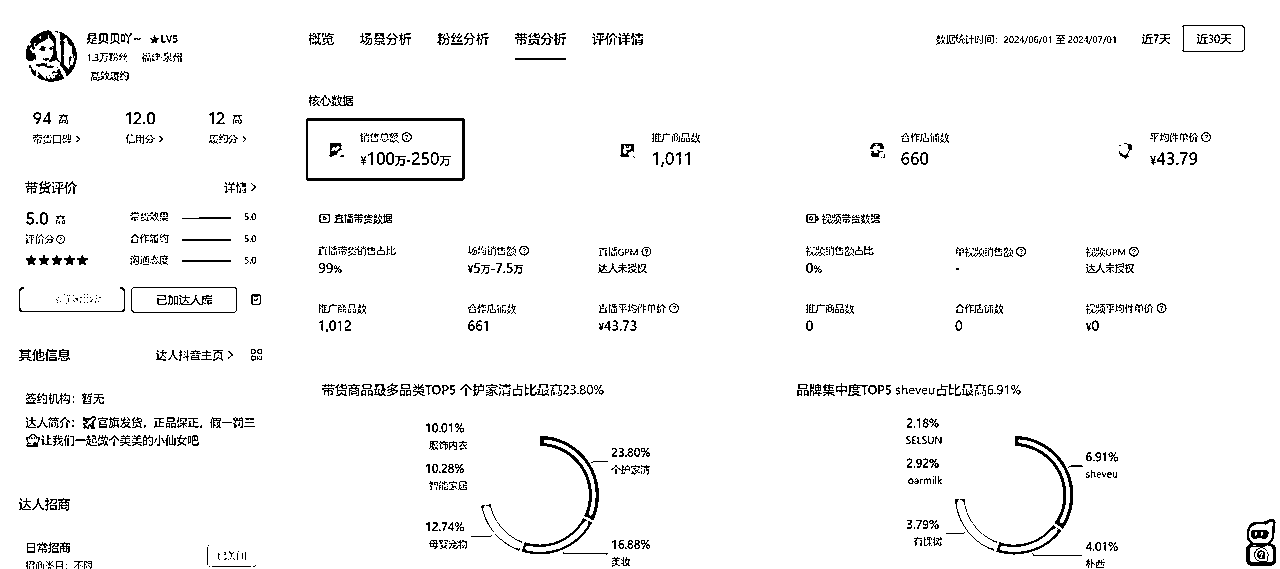 是贝贝吖~ ★LV5
1.3万粉丝 福建·泉州
高效履约
94 高
带货口碑 >
12.0
信用分 >
12 高
履约分 >
带货评价
详情 >
5.0 高
评价分
★★★★★
带货效果 5.0
合作履约 5.0
沟通态度 5.0
已加达人库
其他信息
达人抖音主页 >
签约机构：暂无
达人简介：官旗发货，正品保证，假一罚三
让我们一起做个美美的小仙女吧
达人招商
日常招商
招商类目：不限
已关闭
概览 场景分析 粉丝分析 带货分析 评价详情
数据统计时间：2024/06/01 至 2024/07/01
近7天
近30天
核心数据
销售总额 ?
¥100万-250万
推广商品数
1,011
合作店铺数
660
平均件单价 ?
¥43.79
直播带货数据
直播带货销售占比
99%
场均销售额 ?
¥5万-7.5万
直播GPM ?
达人未授权
推广商品数
1,012
合作店铺数
661
直播平均件单价 ?
¥43.73
视频带货数据
视频销售额占比
0%
单视频销售额 ?
-
视频GPM ?
达人未授权
推广商品数
0
合作店铺数
0
视频平均件单价 ?
¥0
带货商品最多品类TOP5 个护家清占比最高23.80%
10.01%
服饰内衣
10.28%
智能家居
12.74%
母婴宠物
23.80%
个护家清
16.88%
美妆
品牌集中度TOP5 sheveu占比最高6.91%
2.18%
SELSUN
2.92%
oarmilk
3.79%
有棵树
6.91%
sheveu
4.01%
朴西